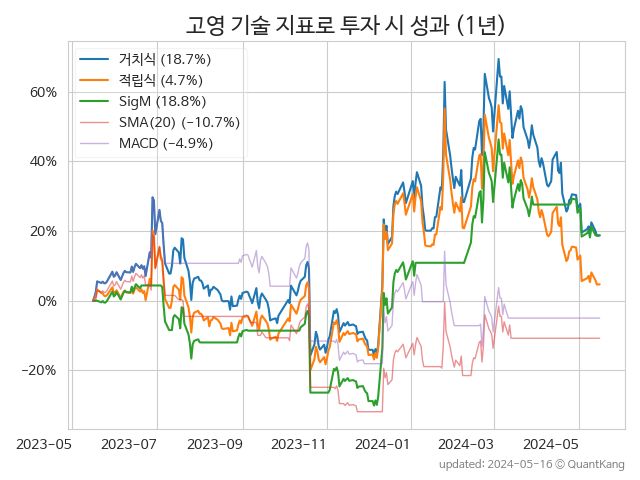 고영 기술 지표로 투자 시 성과 (1년)
거치식 (18.7%)
적립식 (4.7%)
SigM (18.8%)
SMA(20) (−10.7%)
MACD (−4.9%)
60%
40%
20%
0%
−20%
2023-05 2023-07 2023-09 2023-11 2024-01 2024-03 2024-05
updated: 2024-05-16 ⓒ QuantKang